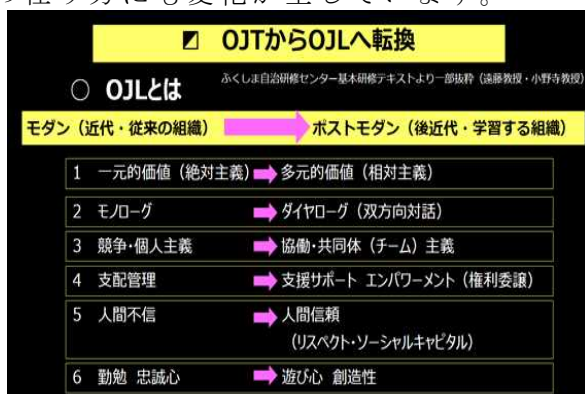 の在り方にも変化が生じています。
◪ OJTからOJLへ転換
○ OJLとは
ふくしま自治研修センター基本研修テキストより一部抜粋（遠藤教授・小野寺教授）
モダン（近代・従来の組織） ポストモダン（後近代・学習する組織）
1 一元的価値（絶対主義） 多元的価値（相対主義）
2 モノローグ ダイヤローグ（双方向対話）
3 競争・個人主義 協働・共同体（チーム）主義
4 支配管理 支援サポート エンパワーメント（権利委譲）
5 人間不信 人間信頼
（リスペクト・ソーシャルキャピタル）
6 勤勉 忠誠心 遊び心 創造性